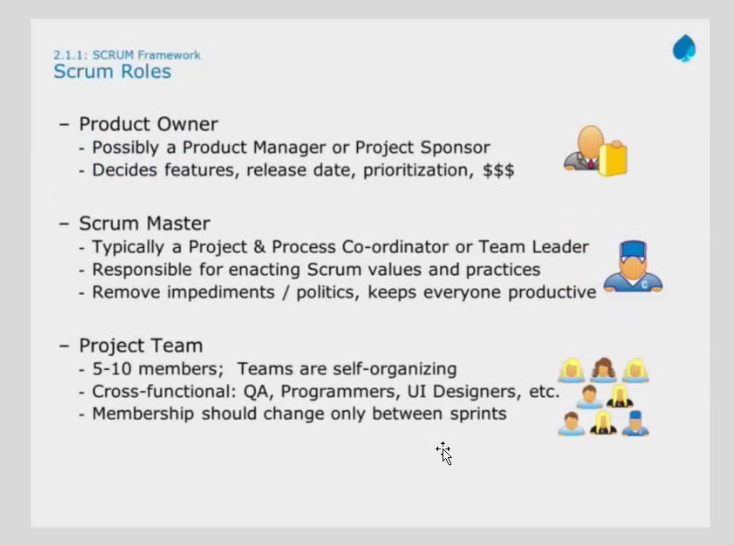 2.1.1: SCRUM Framework
Scrum Roles
– Product Owner
- Possibly a Product Manager or Project Sponsor
- Decides features, release date, prioritization, $$$
– Scrum Master
- Typically a Project & Process Co-ordinator or Team Leader
- Responsible for enacting Scrum values and practices
- Remove impediments / politics, keeps everyone productive
– Project Team
- 5-10 members;  Teams are self-organizing
- Cross-functional: QA, Programmers, UI Designers, etc.
- Membership should change only between sprints